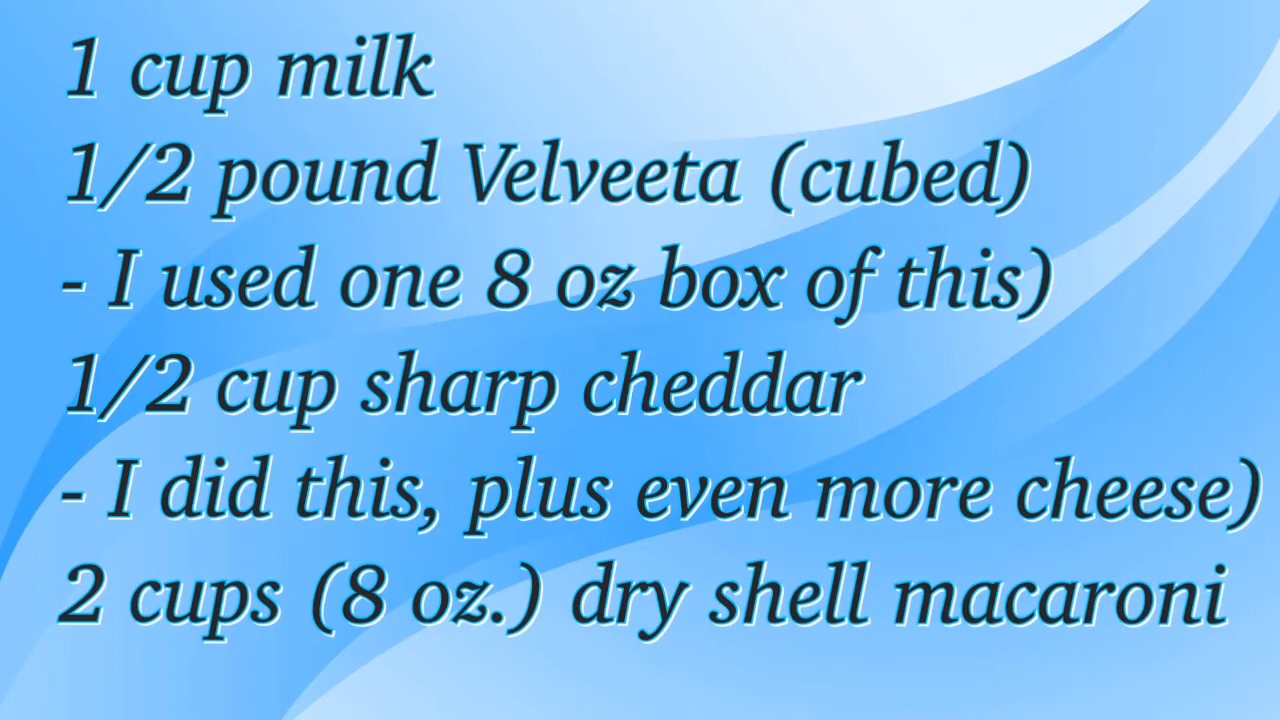 1 cup milk
1/2 pound Velveeta (cubed)
- I used one 8 oz box of this)
1/2 cup sharp cheddar
- I did this, plus even more cheese)
2 cups (8 oz.) dry shell macaroni